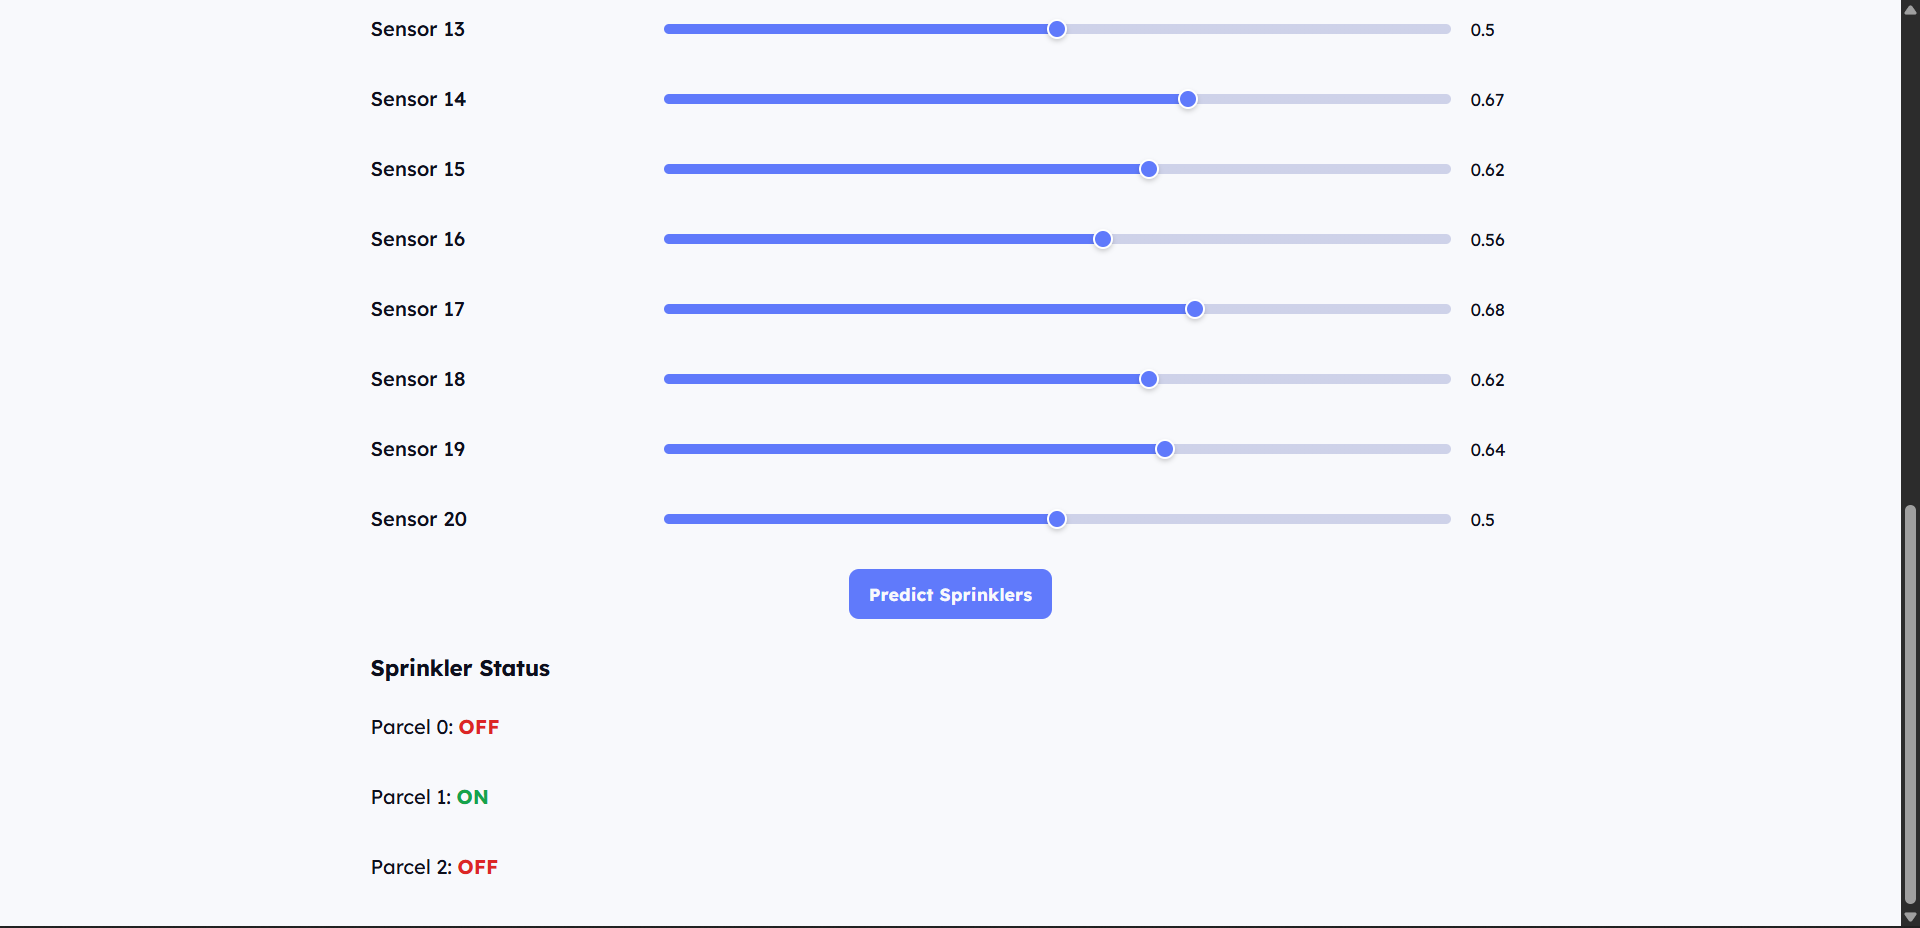 Sensor 13 0.5
Sensor 14 0.67
Sensor 15 0.62
Sensor 16 0.56
Sensor 17 0.68
Sensor 18 0.62
Sensor 19 0.64
Sensor 20 0.5
Predict Sprinklers
Sprinkler Status
Parcel 0: OFF
Parcel 1: ON
Parcel 2: OFF